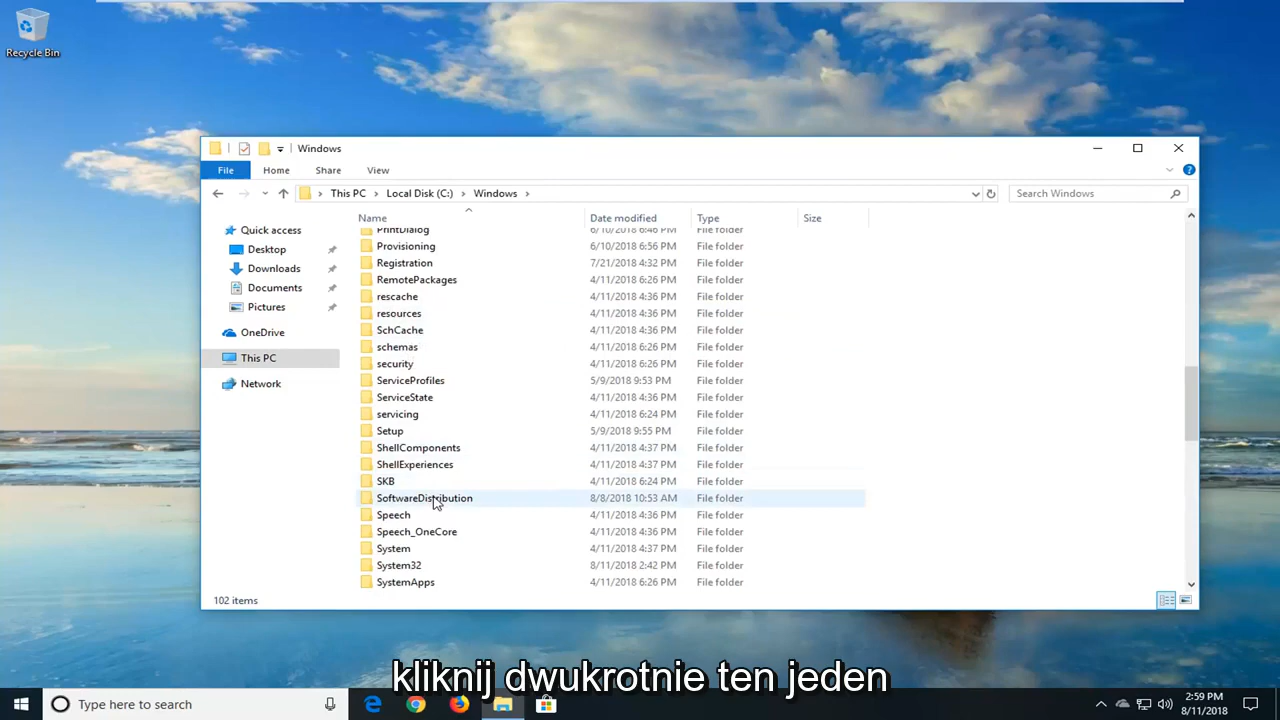 Recycle Bin
Windows
File Home Share View
This PC Local Disk (C:) Windows Search Windows
Name Date modified Type Size
Quick access
Desktop
Downloads
Documents
Pictures
OneDrive
This PC
Network
PrintDialog 6/10/2018 6:46 PM File folder
Provisioning 6/10/2018 6:56 PM File folder
Registration 7/21/2018 4:32 PM File folder
RemotePackages 4/11/2018 6:26 PM File folder
rescache 4/11/2018 4:36 PM File folder
resources 4/11/2018 4:36 PM File folder
SchCache 4/11/2018 4:36 PM File folder
schemas 4/11/2018 6:26 PM File folder
security 4/11/2018 6:26 PM File folder
ServiceProfiles 5/9/2018 9:53 PM File folder
ServiceState 4/11/2018 4:36 PM File folder
servicing 4/11/2018 6:24 PM File folder
Setup 5/9/2018 9:55 PM File folder
ShellComponents 4/11/2018 4:37 PM File folder
ShellExperiences 4/11/2018 4:37 PM File folder
SKB 4/11/2018 6:24 PM File folder
SoftwareDistribution 8/8/2018 10:53 AM File folder
Speech 4/11/2018 4:36 PM File folder
Speech_OneCore 4/11/2018 4:36 PM File folder
System 4/11/2018 4:37 PM File folder
System32 8/11/2018 2:42 PM File folder
SystemApps 4/11/2018 6:26 PM File folder
102 items
kliknij dwukrotnie ten jeden
Type here to search
2:59 PM
8/11/2018